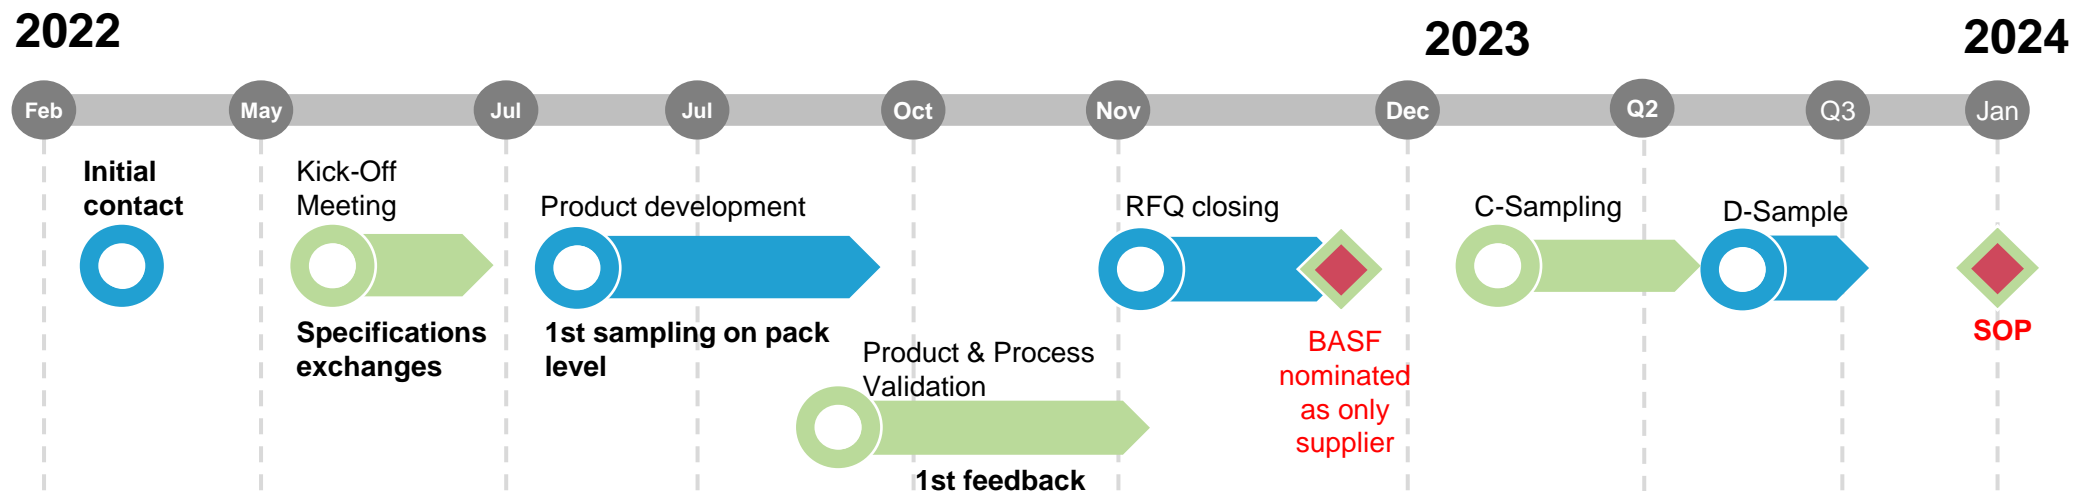 2022
2023
2024
Feb
May
Jul
Jul
Oct
Nov
Dec
Q2
Q3
Jan
Initial
contact
Kick-Off
Meeting
Specifications
exchanges
Product development
1st sampling on pack
level
Product & Process
Validation
1st feedback
RFQ closing
BASF
nominated
as only
supplier
C-Sampling
D-Sample
SOP